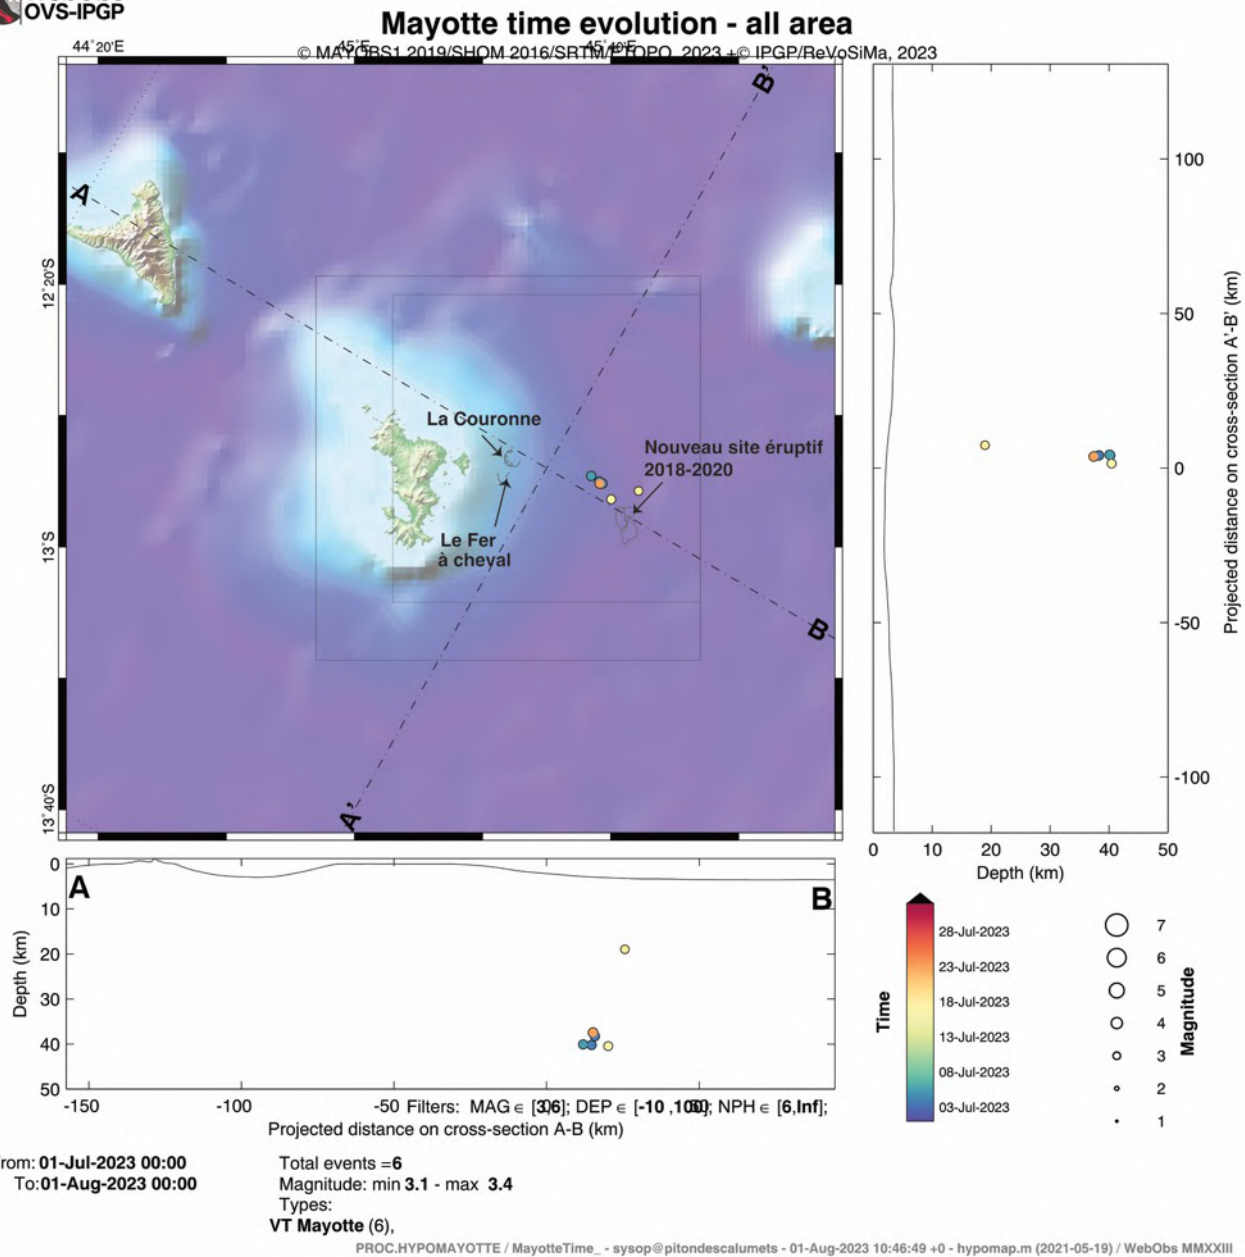 OVS-IPGP
Mayotte time evolution - all area
44°20'E
45°E
45°40'E
© MAYOBS1 2019/SHOM 2016/SRTM/ETOPO, 2023 + © IPGP/ReVoSiMa, 2023
A
B'
12°20'S
13°S
13°40'S
La Couronne
Nouveau site éruptif
2018-2020
Le Fer
à cheval
B
A'
100
50
0
-50
-100
Projected distance on cross-section A'-B' (km)
0 10 20 30 40 50
Depth (km)
A
B
0
10
20
30
40
50
Depth (km)
-150 -100 -50 0 50
Filters: MAG ∈ [3,6]; DEP ∈ [-10 ,100]; NPH ∈ [6,Inf];
Projected distance on cross-section A-B (km)
Time
28-Jul-2023
23-Jul-2023
18-Jul-2023
13-Jul-2023
08-Jul-2023
03-Jul-2023
7
6
5
4
3
2
1
Magnitude
rom: 01-Jul-2023 00:00
To:01-Aug-2023 00:00
Total events =6
Magnitude: min 3.1 - max 3.4
Types:
VT Mayotte (6),
PROC.HYPOMAYOTTE / MayotteTime_ - sysop@pitondescalumets - 01-Aug-2023 10:46:49 +0 - hypomap.m (2021-05-19) / WebObs MMXXIII